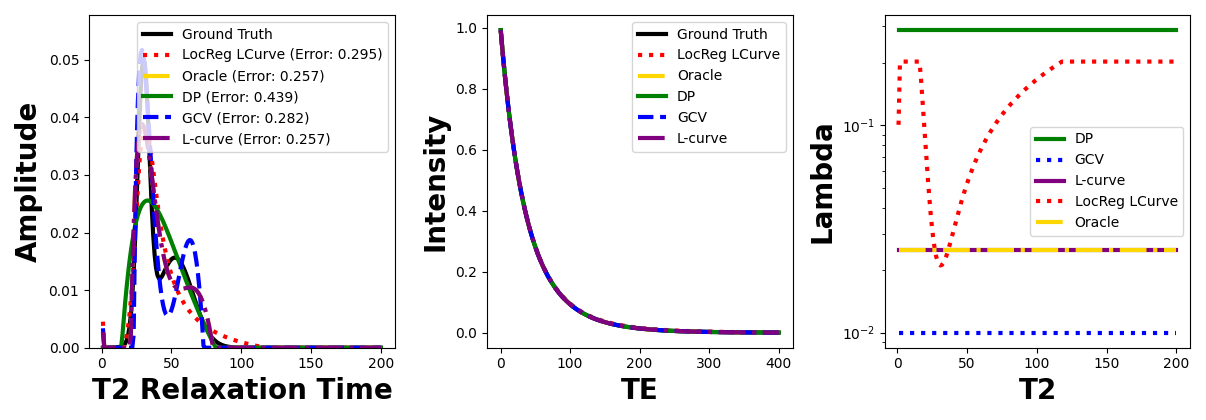 Amplitude
0.05
0.04
0.03
0.02
0.01
0.00
0
50
100
150
200
T2 Relaxation Time
Ground Truth
LocReg LCurve (Error: 0.295)
Oracle (Error: 0.257)
DP (Error: 0.439)
GCV (Error: 0.282)
L-curve (Error: 0.257)
Intensity
1.0
0.8
0.6
0.4
0.2
0.0
0
100
200
300
400
TE
Ground Truth
LocReg LCurve
Oracle
DP
GCV
L-curve
Lambda
10⁻¹
10⁻²
0
50
100
150
200
T2
DP
GCV
L-curve
LocReg LCurve
Oracle